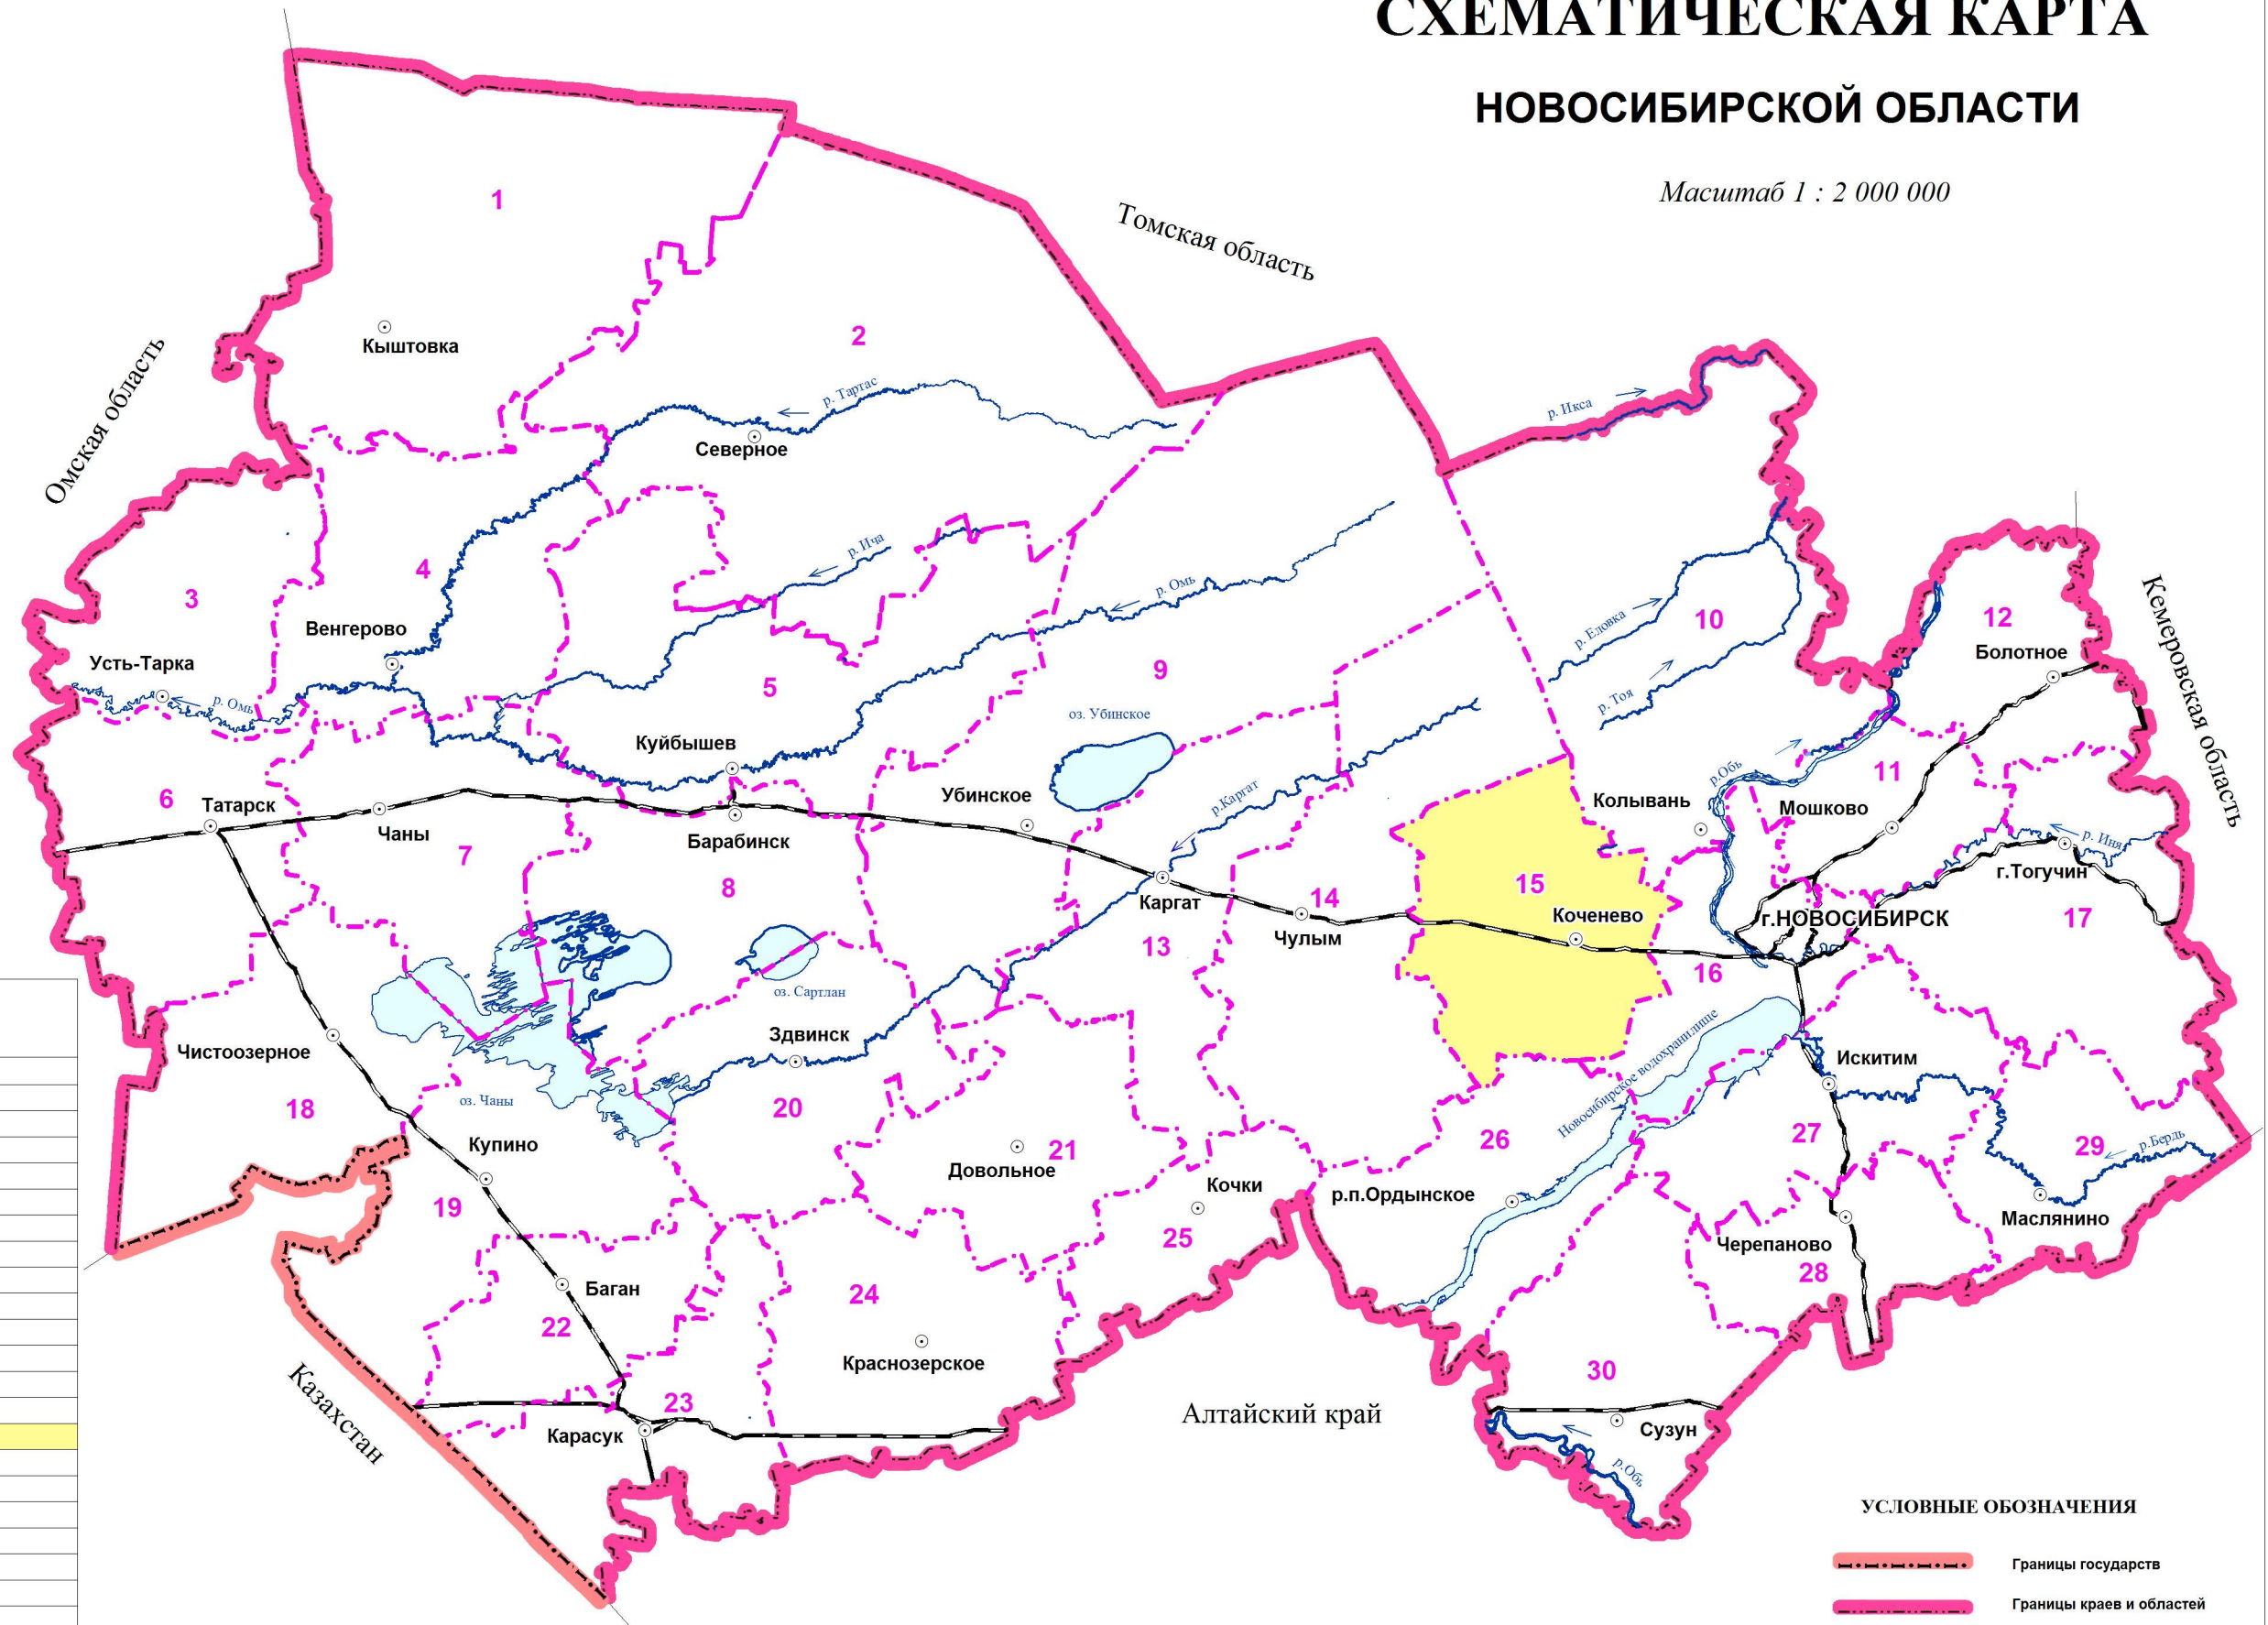 СХЕМАТИЧЕСКАЯ КАРТА
НОВОСИБИРСКОЙ ОБЛАСТИ
Масштаб 1 : 2 000 000
1
Томская область
Кыштовка
2
Омская область
р. Тартас
Северное
р. Икса
3
4
р. Ича
р. Омь
Венгерово
Усть-Тарка
р. Омь
5
9
р. Еловка
10
12
Болотное
Кемеровская область
р. Тоя
оз. Убинское
Куйбышев
6
Татарск
Чаны
7
Барабинск
8
Убинское
р.Каргат
р.Обь
11
Колывань
Мошково
р. Иня
г.Тогучин
Каргат
14
Чулым
13
15
Коченево
г.НОВОСИБИРСК
17
16
оз. Сартлан
Здвинск
Чистоозерное
18
оз. Чаны
20
Новосибирское водохранилище
Искитим
Купино
19
21
Довольное
Кочки
25
26
р.п.Ордынское
27
29
р.Бердь
Маслянино
Черепаново
28
Баган
22
24
Краснозерское
23
Карасук
Казахстан
Алтайский край
30
Сузун
р.Обь
УСЛОВНЫЕ ОБОЗНАЧЕНИЯ
Границы государств
Границы краев и областей